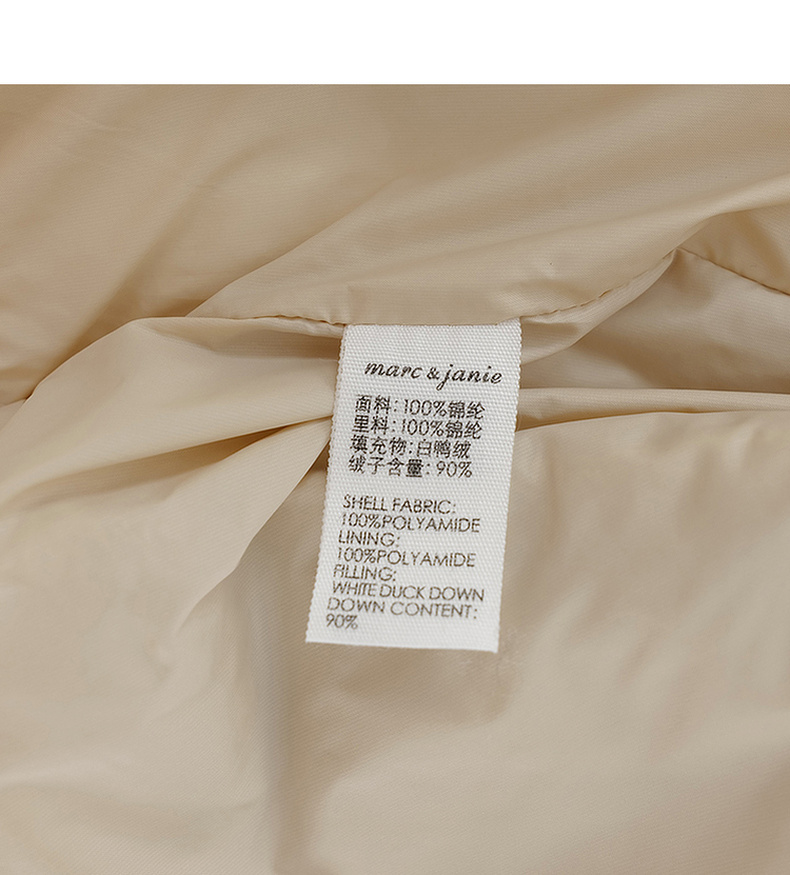 marc & janie
面料:100%锦纶
里料:100%锦纶
填充物:白鸭绒
绒子含量:90%
SHELL FABRIC:
100%POLYAMIDE
LINING:
100%POLYAMIDE
FILLING:
WHITE DUCK DOWN
DOWN CONTENT:
90%